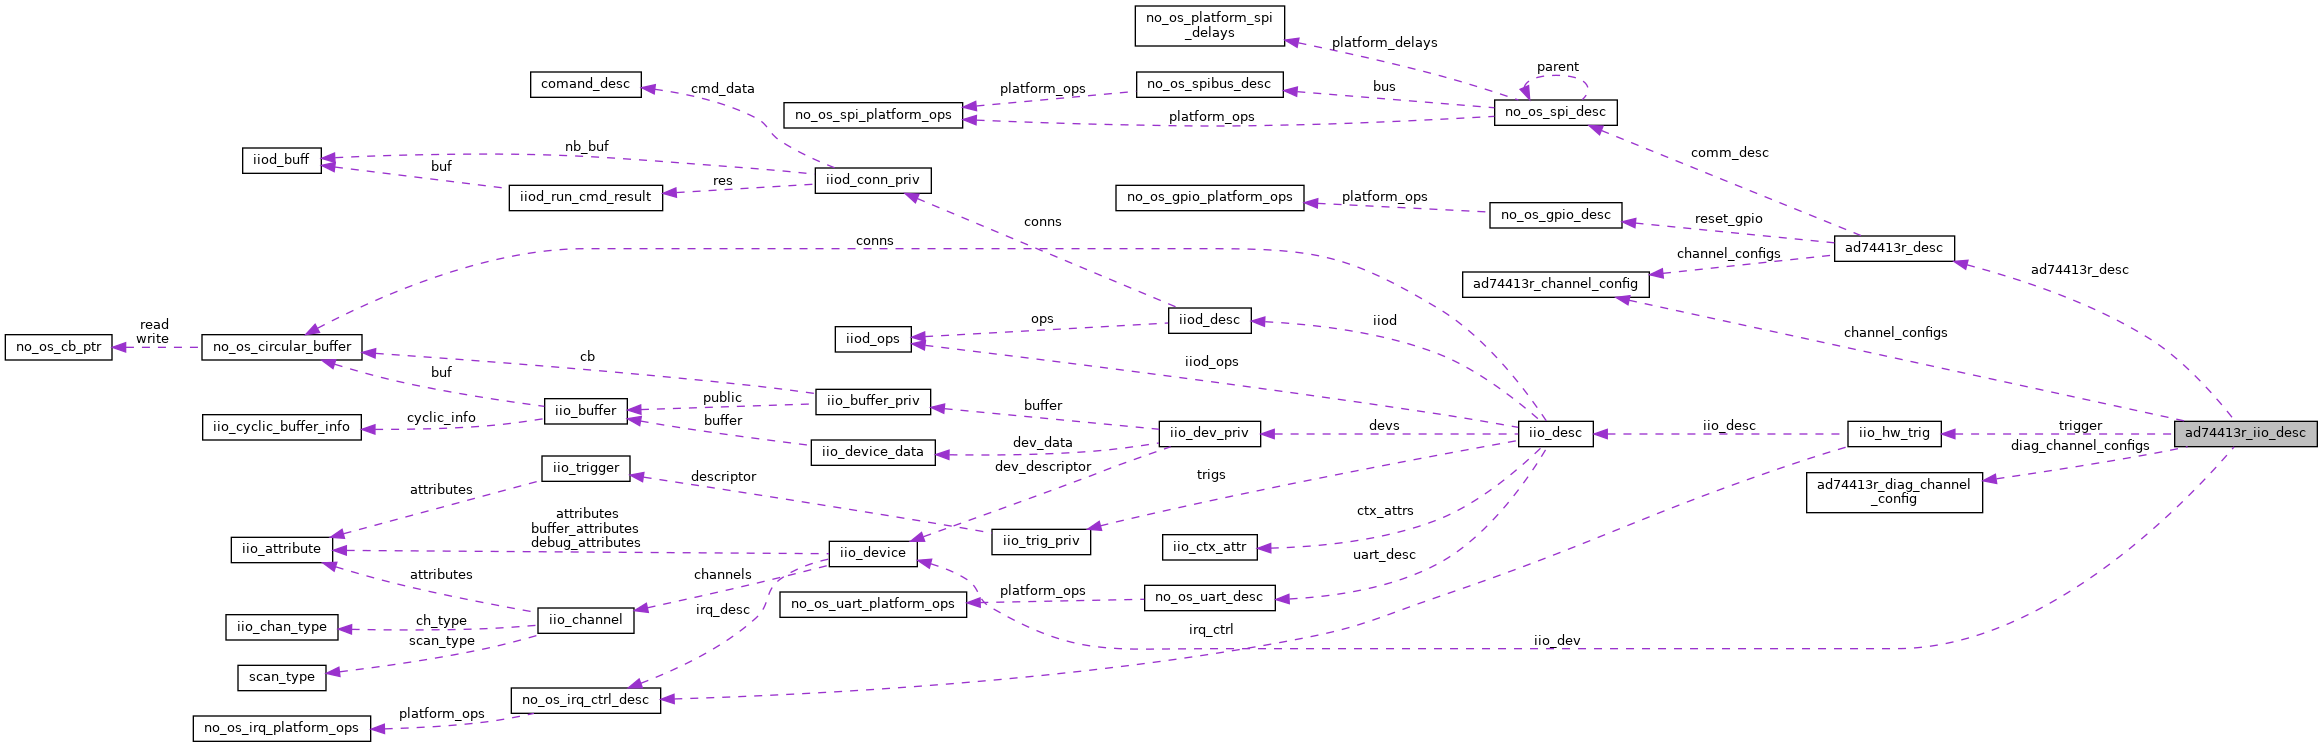 no_os_platform_spi
_delays
platform_delays
parent
comand_desc
cmd_data
no_os_spi_platform_ops
platform_ops
no_os_spibus_desc
bus
platform_ops
no_os_spi_desc
comm_desc
iiod_buff
nb_buf
buf
iiod_run_cmd_result
res
iiod_conn_priv
conns
no_os_gpio_platform_ops
platform_ops
no_os_gpio_desc
reset_gpio
ad74413r_desc
channel_configs
ad74413r_channel_config
ad74413r_desc
channel_configs
conns
no_os_cb_ptr
read
write
no_os_circular_buffer
iiod_ops
ops
iiod_desc
iiod
iiod_ops
cb
buf
iio_cyclic_buffer_info
cyclic_info
iio_buffer
public
buffer
iio_buffer_priv
iio_device_data
buffer
dev_data
dev_descriptor
iio_dev_priv
devs
iio_desc
iio_desc
iio_hw_trig
trigger
diag_channel_configs
ad74413r_iio_desc
ad74413r_diag_channel
_config
iio_trigger
descriptor
trigs
iio_trig_priv
attributes
iio_attribute
attributes
buffer_attributes
debug_attributes
iio_device
ctx_attrs
iio_ctx_attr
uart_desc
attributes
channels
irq_desc
no_os_uart_platform_ops
platform_ops
no_os_uart_desc
iio_chan_type
ch_type
scan_type
iio_channel
scan_type
irq_ctrl
iio_dev
no_os_irq_ctrl_desc
platform_ops
no_os_irq_platform_ops